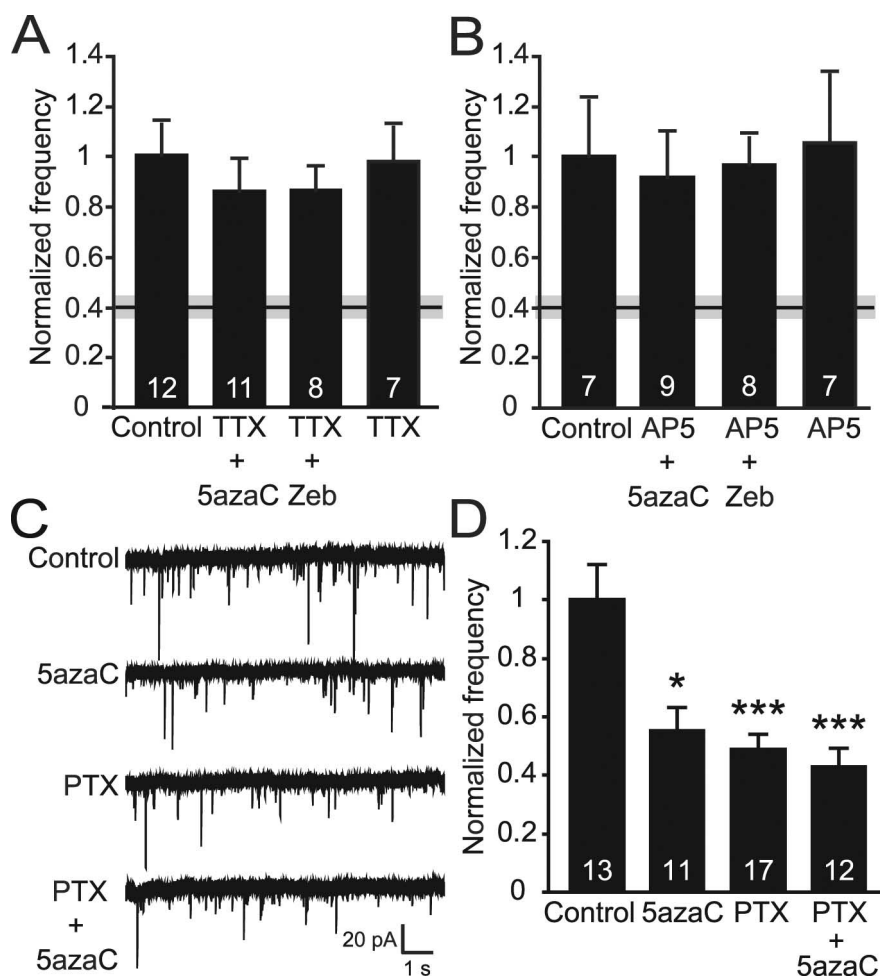 A
Normalized frequency
1.4
1.2
1
0.8
0.6
0.4
0.2
0
12
11
8
7
Control TTX TTX TTX
+ +
5azaC Zeb
B
Normalized frequency
1.4
1.2
1
0.8
0.6
0.4
0.2
0
7
9
8
7
Control AP5 AP5 AP5
+ +
5azaC Zeb
C
Control
5azaC
PTX
PTX
+
5azaC
20 pA
1 s
D
Normalized frequency
1.2
1
0.8
0.6
0.4
0.2
0
*
***
***
13
11
17
12
Control 5azaC PTX PTX
+
5azaC